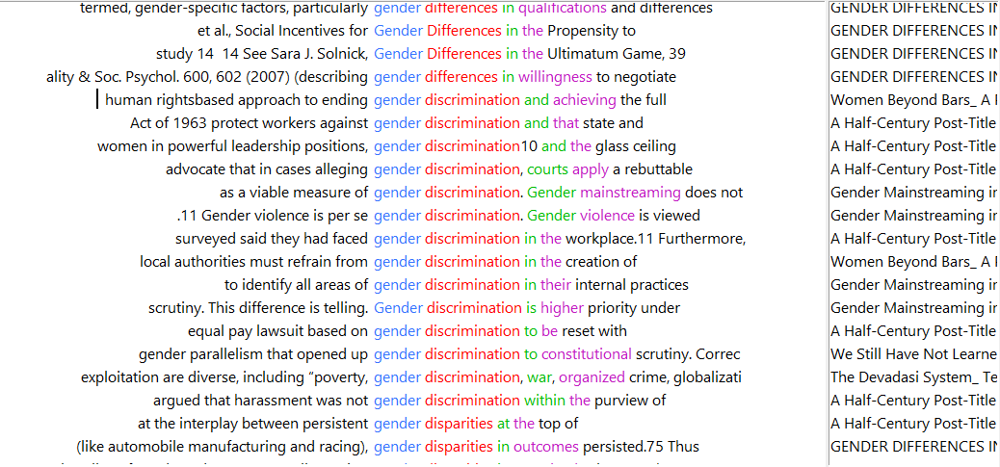 termed, gender-specific factors, particularly gender differences in qualifications and differences GENDER DIFFERENCES IN
et al., Social Incentives for Gender Differences in the Propensity to GENDER DIFFERENCES IN
study 14 14 See Sara J. Solnick, Gender Differences in the Ultimatum Game, 39 GENDER DIFFERENCES IN
ality & Soc. Psychol. 600, 602 (2007) (describing gender differences in willingness to negotiate GENDER DIFFERENCES IN
human rightsbased approach to ending gender discrimination and achieving the full Women Beyond Bars_ A
Act of 1963 protect workers against gender discrimination and that state and A Half-Century Post-Title
women in powerful leadership positions, gender discrimination10 and the glass ceiling A Half-Century Post-Title
advocate that in cases alleging gender discrimination, courts apply a rebuttable A Half-Century Post-Title
as a viable measure of gender discrimination. Gender mainstreaming does not Gender Mainstreaming in
.11 Gender violence is per se gender discrimination. Gender violence is viewed Gender Mainstreaming in
surveyed said they had faced gender discrimination in the workplace.11 Furthermore, A Half-Century Post-Title
local authorities must refrain from gender discrimination in the creation of Women Beyond Bars_ A
to identify all areas of gender discrimination in their internal practices Gender Mainstreaming in
scrutiny. This difference is telling. Gender discrimination is higher priority under Gender Mainstreaming in
equal pay lawsuit based on gender discrimination to be reset with A Half-Century Post-Title
gender parallelism that opened up gender discrimination to constitutional scrutiny. Correc We Still Have Not Learne
exploitation are diverse, including “poverty, gender discrimination, war, organized crime, globalizati The Devadasi System_ Te
argued that harassment was not gender discrimination within the purview of A Half-Century Post-Title
at the interplay between persistent gender disparities at the top of A Half-Century Post-Title
(like automobile manufacturing and racing), gender disparities in outcomes persisted.75 Thus GENDER DIFFERENCES IN